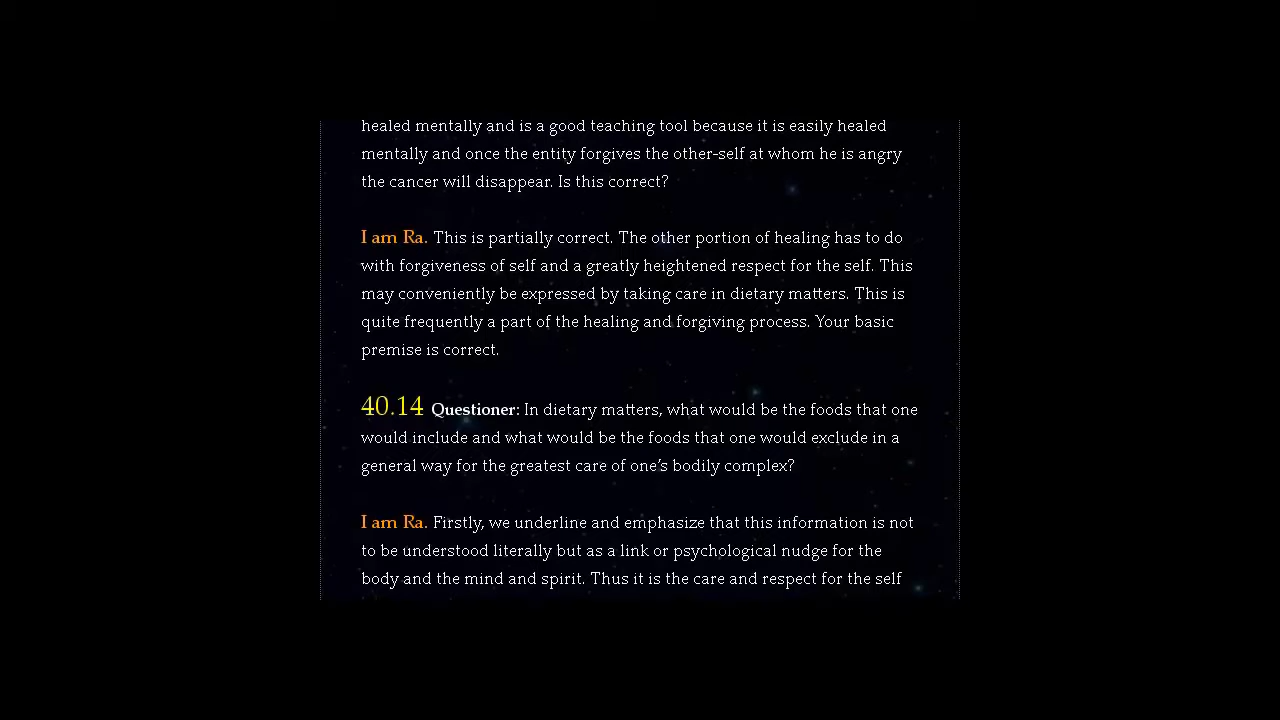 healed mentally and is a good teaching tool because it is easily healed
mentally and once the entity forgives the other-self at whom he is angry
the cancer will disappear. Is this correct?
I am Ra. This is partially correct. The other portion of healing has to do
with forgiveness of self and a greatly heightened respect for the self. This
may conveniently be expressed by taking care in dietary matters. This is
quite frequently a part of the healing and forgiving process. Your basic
premise is correct.
40.14 Questioner: In dietary matters, what would be the foods that one
would include and what would be the foods that one would exclude in a
general way for the greatest care of one’s bodily complex?
I am Ra. Firstly, we underline and emphasize that this information is not
to be understood literally but as a link or psychological nudge for the
body and the mind and spirit. Thus it is the care and respect for the self